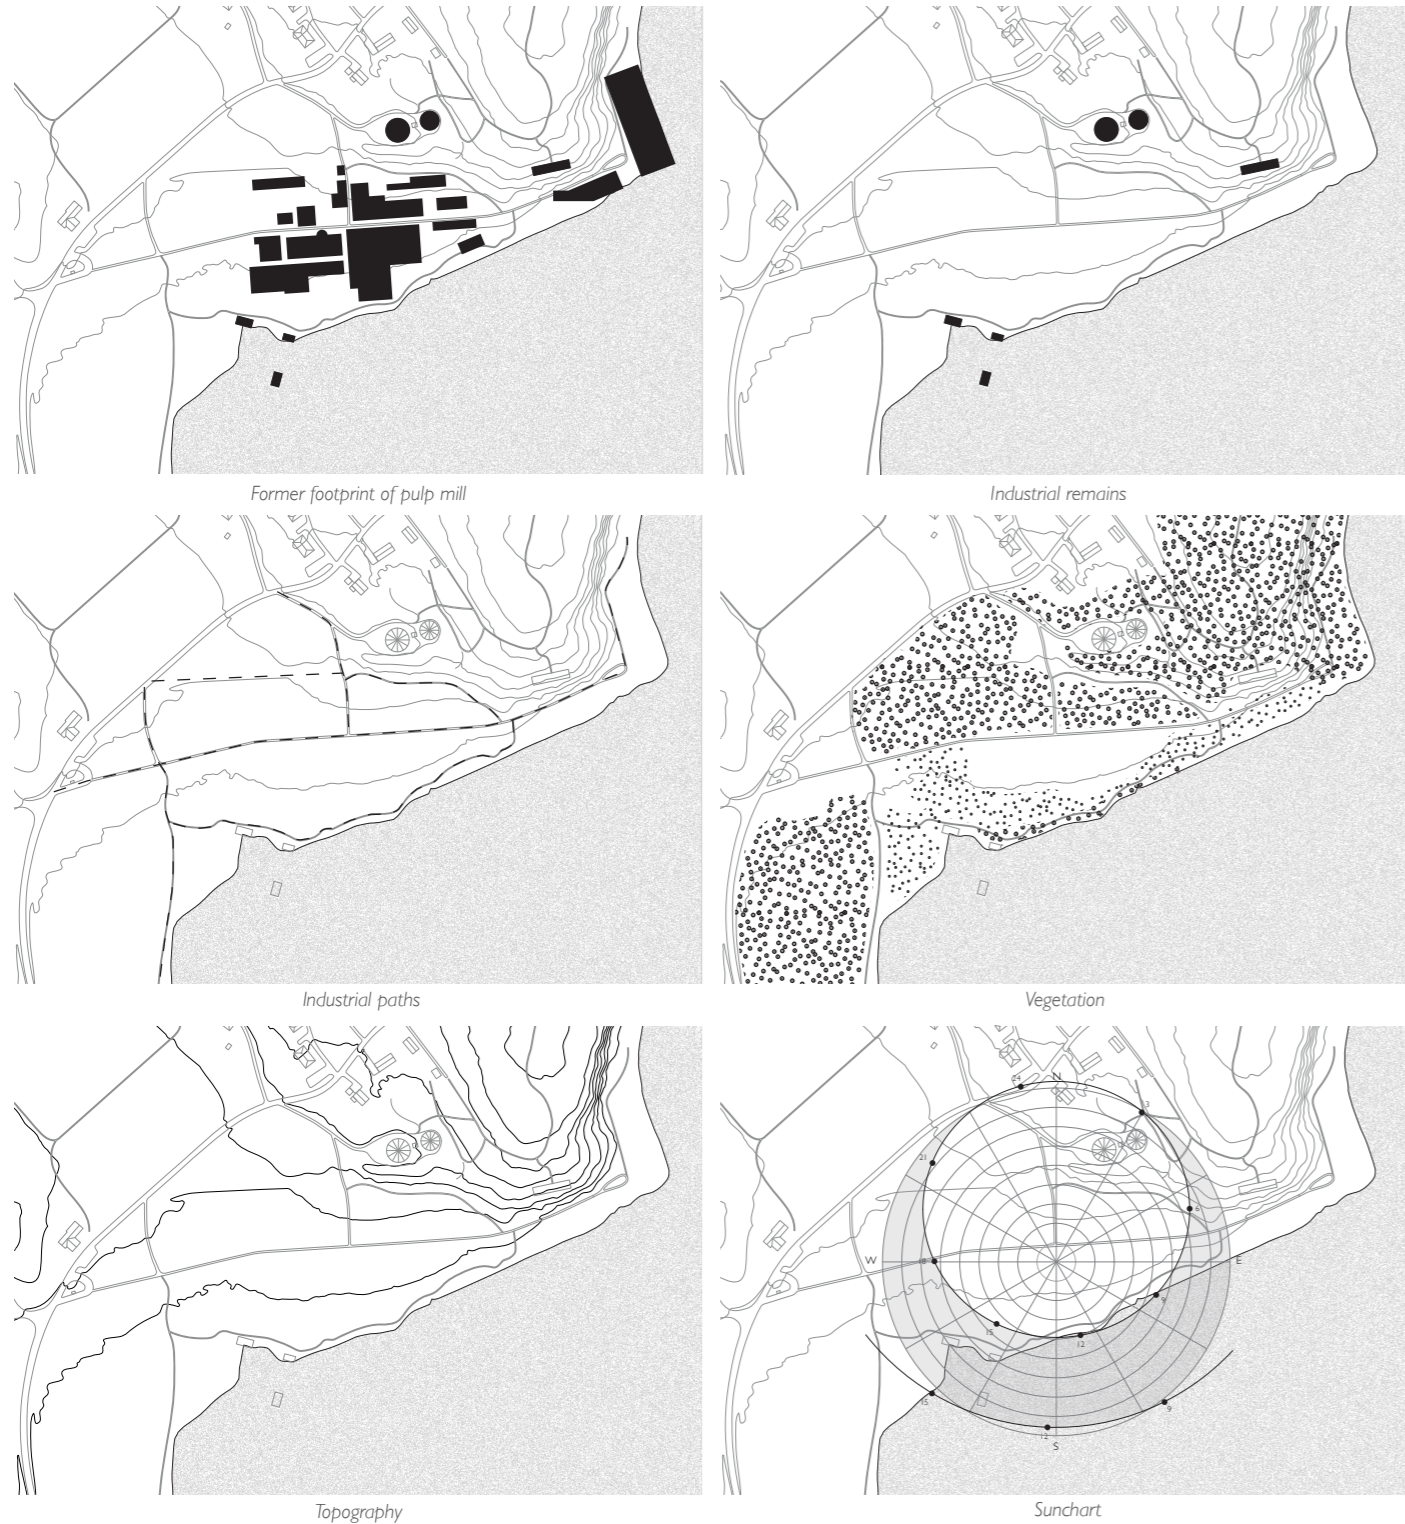 Former footprint of pulp mill
Industrial remains
Industrial paths
Vegetation
24
N
3
21
6
W
18
E
9
15
12
15
9
12
S
Topography
Sunchart